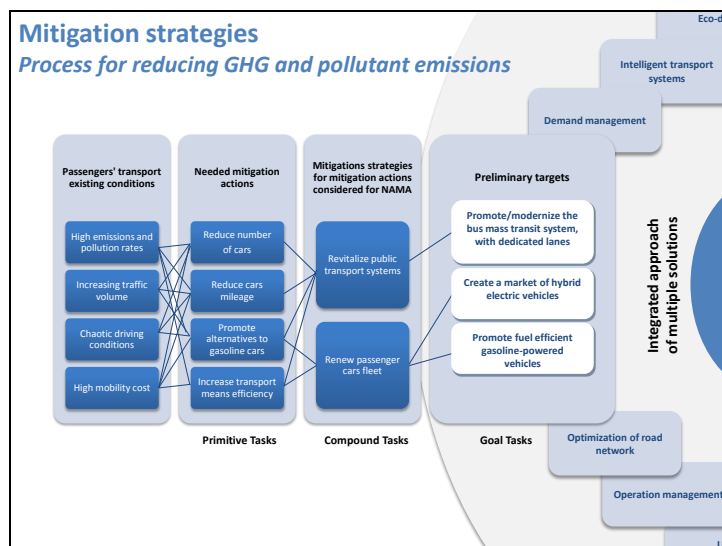 Mitigation strategies
Process for reducing GHG and pollutant emissions
Eco-d
Intelligent transport
systems
Demand management
Passengers' transport
existing conditions
High emissions and
pollution rates
Increasing traffic
volume
Chaotic driving
conditions
High mobility cost
Needed mitigation
actions
Reduce number
of cars
Reduce cars
mileage
Promote
alternatives to
gasoline cars
Increase transport
means efficiency
Primitive Tasks
Mitigations strategies
for mitigation actions
considered for NAMA
Revitalize public
transport systems
Renew passenger
cars fleet
Compound Tasks
Preliminary targets
Promote/modernize the
bus mass transit system,
with dedicated lanes
Create a market of hybrid
electric vehicles
Promote fuel efficient
gasoline-powered
vehicles
Goal Tasks
Integrated approach
of multiple solutions
Optimization of road
network
Operation management